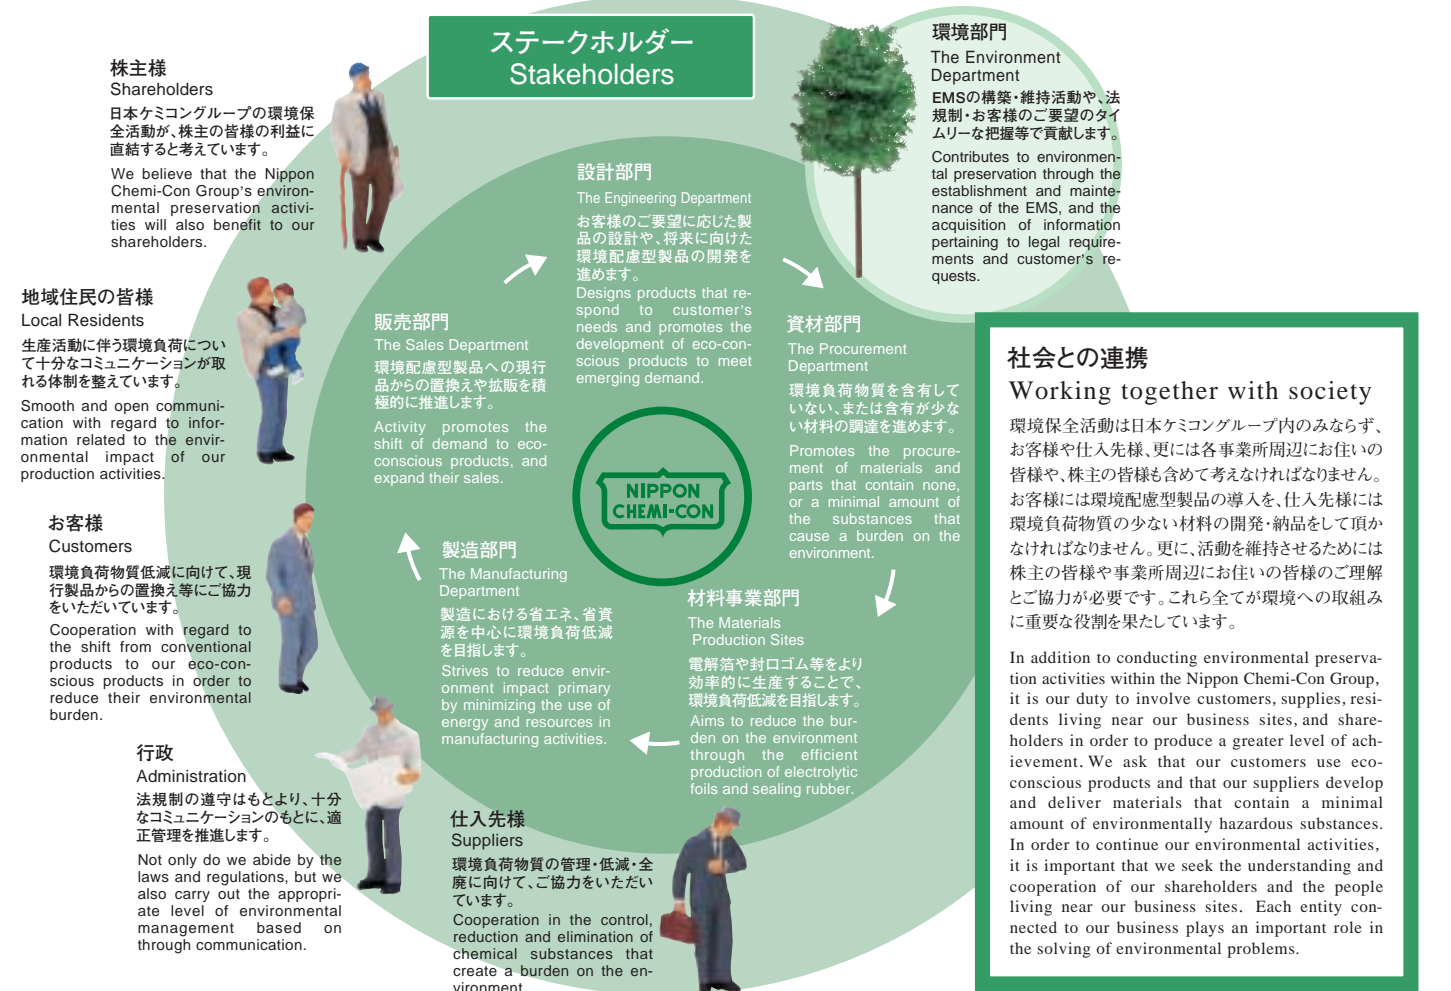 ステークホルダー
Stakeholders
株主様
Shareholders
日本ケミコングループの環境保
全活動が、株主の皆様の利益に
直結すると考えています。
We believe that the Nippon
Chemi-Con Group's environ-
mental preservation activi-
ties will also benefit to our
shareholders.
地域住民の皆様
Local Residents
生産活動に伴う環境負荷につい
て十分なコミュニケーションが取
れる体制を整えています。
Smooth and open communi-
cation with regard to infor-
mation related to the envir-
onmental impact of our
production activities.
お客様
Customers
環境負荷物質低減に向けて、現
行製品からの置換え等にご協力
をいただいています。
Cooperation with regard to
the shift from conventional
products to our eco-con-
scious products in order to
reduce their environmental
burden.
行政
Administration
法規制の遵守はもとより、十分
なコミュニケーションのもとに、適
正管理を推進します。
Not only do we abide by the
laws and regulations, but we
also carry out the appropri-
ate level of environmental
management based on
through communication.
仕入先様
Suppliers
環境負荷物質の管理・低減・全
廃に向けて、ご協力をいただい
ています。
Cooperation in the control,
reduction and elimination of
chemical substances that
create a burden on the en-
vironment
環境部門
The Environment
Department
EMSの構築・維持活動や、法
規制・お客様のご要望のタイ
ムリーな把握等で貢献します。
Contributes to environmen-
tal preservation through the
establishment and mainte-
nance of the EMS, and the
acquisition of information
pertaining to legal require-
ments and customer's re-
quests.
設計部門
The Engineering Department
お客様のご要望に応じた製
品の設計や、将来に向けた
環境配慮型製品の開発を
進めます。
Designs products that re-
spond to customer's
needs and promotes the
development of eco-con-
scious products to meet
emerging demand.
資材部門
The Procurement
Department
環境負荷物質を含有して
いない、または含有が少な
い材料の調達を進めます。
Promotes the procure-
ment of materials and
parts that contain none,
or a minimal amount of
the substances that
cause a burden on the
environment.
材料事業部門
The Materials
Production Sites
電解箔や封口ゴム等をより
効率的に生産することで、
環境負荷低減を目指します。
Aims to reduce the bur-
den on the environment
through the efficient
production of electrolytic
foils and sealing rubber.
製造部門
The Manufacturing
Department
製造における省エネ、省資
源を中心に環境負荷低減
を目指します。
Strives to reduce envir-
onment impact primary
by minimizing the use of
energy and resources in
manufacturing activities.
販売部門
The Sales Department
環境配慮型製品への現行
品からの置換えや拡販を積
極的に推進します。
Activity promotes the
shift of demand to eco-
conscious products, and
expand their sales.
NIPPON
CHEMI-CON
社会との連携
Working together with society
環境保全活動は日本ケミコングループ内のみならず、
お客様や仕入先様、更には各事業所周辺にお住いの
皆様や、株主の皆様も含めて考えなければなりません。
お客様には環境配慮型製品の導入を、仕入先様には
環境負荷物質の少ない材料の開発・納品をして頂か
なければなりません。更に、活動を維持させるためには
株主の皆様や事業所周辺にお住いの皆様のご理解
とご協力が必要です。これら全てが環境への取組み
に重要な役割を果たしています。
In addition to conducting environmental preserva-
tion activities within the Nippon Chemi-Con Group,
it is our duty to involve customers, supplies, resi-
dents living near our business sites, and share-
holders in order to produce a greater level of ach-
ievement. We ask that our customers use eco-
conscious products and that our suppliers develop
and deliver materials that contain a minimal
amount of environmentally hazardous substances.
In order to continue our environmental activities,
it is important that we seek the understanding and
cooperation of our shareholders and the people
living near our business sites. Each entity con-
nected to our business plays an important role in
the solving of environmental problems.